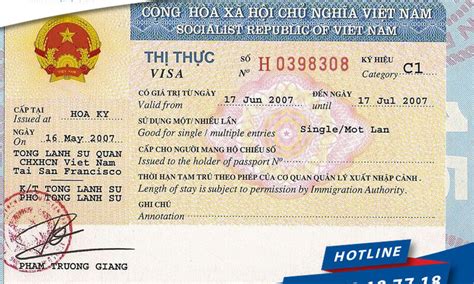 CỘNG HÒA XÃ HỘI CHỦ NGHĨA VIỆT NAM
SOCIALIST REPUBLIC OF VIET NAM
THỊ THỰC
VISA
SỐ
Nº
H 0398308
KÝ HIỆU
Category
C1
CÓ GIÁ TRỊ TỪ NGÀY
Valid from
17 Jun 2007
ĐẾN NGÀY
until
17 Jul 2007
CẤP TẠI
Issued at
HOA KY
NGÀY
On
16 May 2007
SỬ DỤNG MỘT/NHIỀU LẦN
Good for single / multiple entries
Single/Mot Lan
TONG LANH SU QUAN
CHXHCN Viet Nam
Tai San Francisco
CẤP CHO NGƯỜI MANG HỘ CHIẾU SỐ
Issued to the holder of passport Nº
THỜI HẠN TẠM TRÚ THEO PHÉP CỦA CƠ QUAN QUẢN LÝ XUẤT NHẬP CẢNH.
Length of stay is subject to permission by Immigration Authority.
K/T TONG LANH SU
P/ TONG LANH SU
GHI CHÚ
Annotation
PHAM TRUONG GIANG
HOTLINE
18.77.18